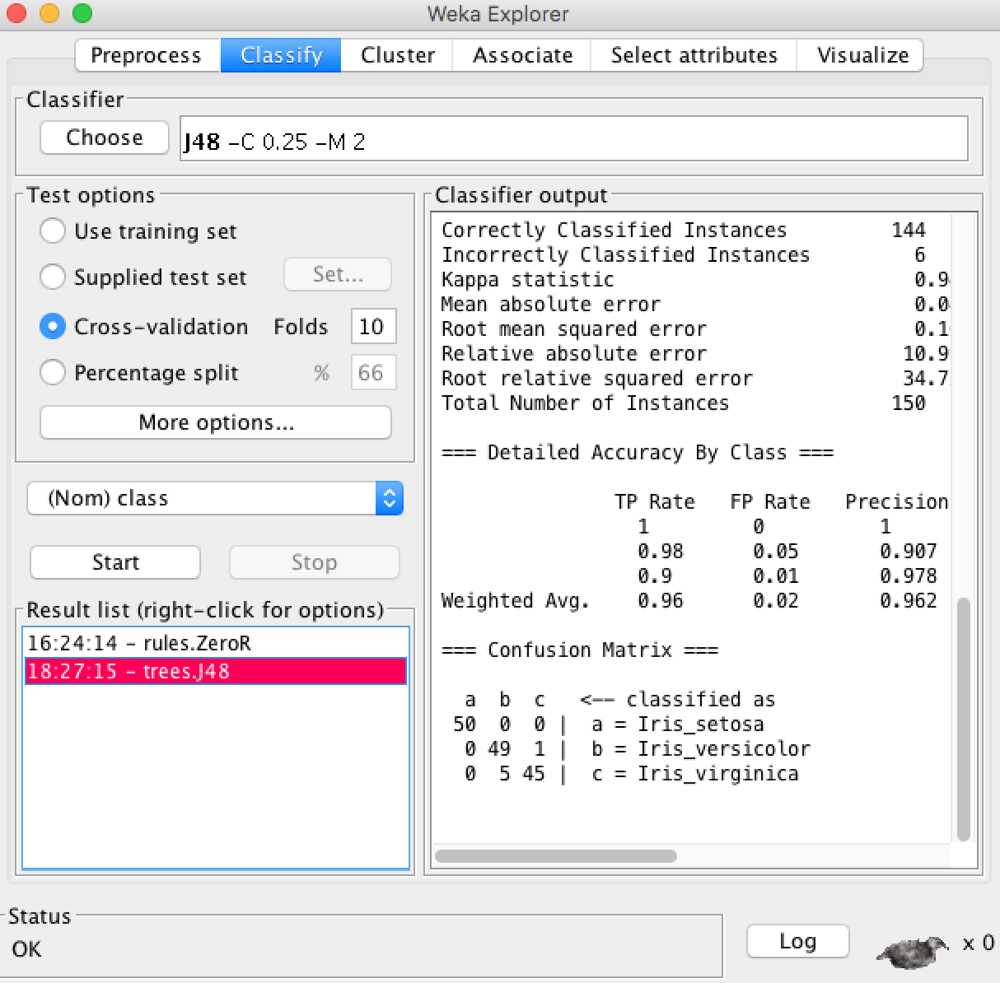 Weka Explorer
Preprocess Classify Cluster Associate Select attributes Visualize
Classifier
Choose J48 -C 0.25 -M 2
Test options
Use training set
Supplied test set Set...
Cross-validation Folds 10
Percentage split % 66
More options...
(Nom) class
Start Stop
Result list (right-click for options)
16:24:14 - rules.ZeroR
18:27:15 - trees.J48
Classifier output
Correctly Classified Instances 144
Incorrectly Classified Instances 6
Kappa statistic 0.9
Mean absolute error 0.0
Root mean squared error 0.1
Relative absolute error 10.9
Root relative squared error 34.7
Total Number of Instances 150
=== Detailed Accuracy By Class ===
TP Rate FP Rate Precision
1 0 1
0.98 0.05 0.907
0.9 0.01 0.978
Weighted Avg. 0.96 0.02 0.962
=== Confusion Matrix ===
a b c <-- classified as
50 0 0 | a = Iris_setosa
0 49 1 | b = Iris_versicolor
0 5 45 | c = Iris_virginica
Status
OK
Log x 0